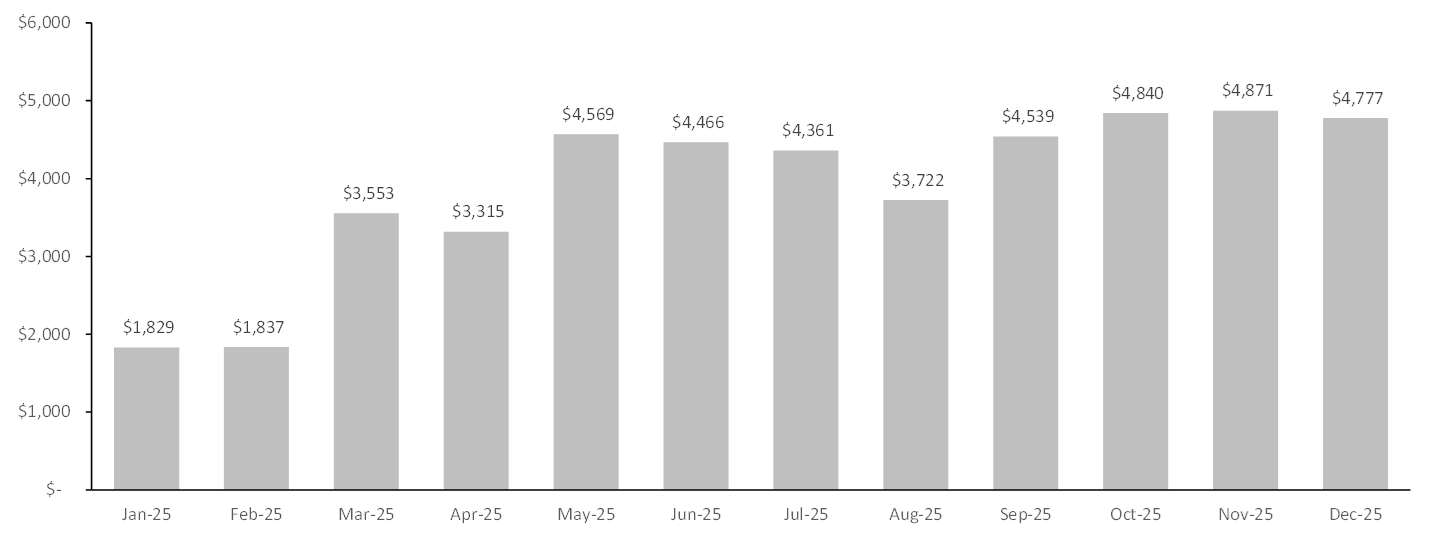 $6,000
$5,000
$4,000
$3,000
$2,000
$1,000
$-
$1,829
$1,837
$3,553
$3,315
$4,569
$4,466
$4,361
$3,722
$4,539
$4,840
$4,871
$4,777
Jan-25
Feb-25
Mar-25
Apr-25
May-25
Jun-25
Jul-25
Aug-25
Sep-25
Oct-25
Nov-25
Dec-25